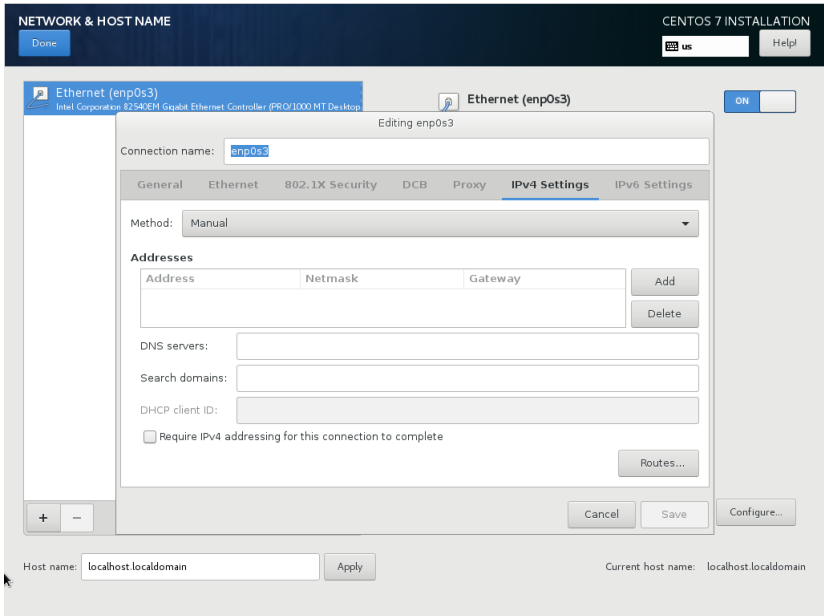 NETWORK & HOST NAME
CENTOS 7 INSTALLATION
Done
us
Help!
Ethernet (enp0s3)
Intel Corporation 82540EM Gigabit Ethernet Controller (PRO/1000 MT Desktop
Ethernet (enp0s3)
ON
Editing enp0s3
Connection name: enp0s3
General Ethernet 802.1X Security DCB Proxy IPv4 Settings IPv6 Settings
Method: Manual
Addresses
Address Netmask Gateway
Add
Delete
DNS servers:
Search domains:
DHCP client ID:
Require IPv4 addressing for this connection to complete
Routes...
Cancel Save
Configure...
+ −
Host name: localhost.localdomain Apply Current host name: localhost.localdomain